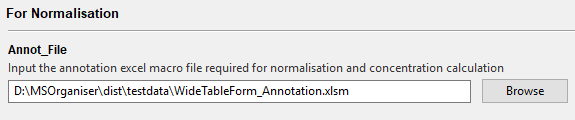 For Normalisation
Annot_File
Input the annotation excel macro file required for normalisation and concentration calculation
D:\MSOrganiser\dist\testdata\WideTableForm_Annotation.xlsm Browse